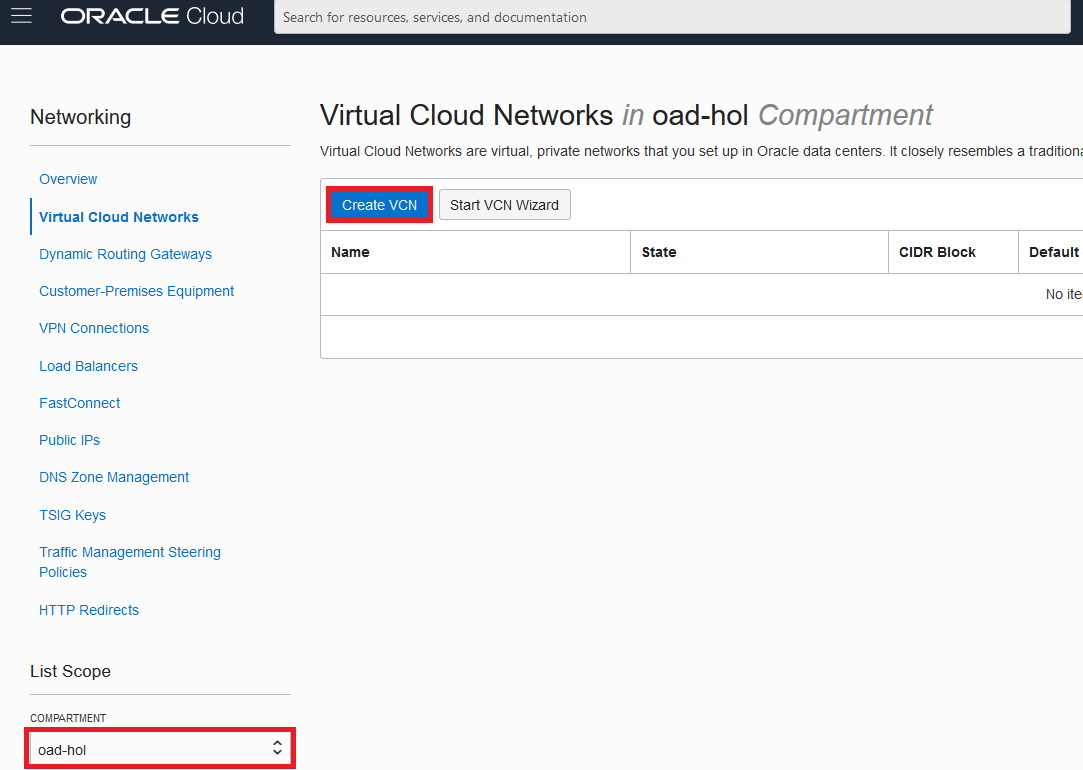 ORACLE Cloud
Search for resources, services, and documentation
Networking
Overview
Virtual Cloud Networks
Dynamic Routing Gateways
Customer-Premises Equipment
VPN Connections
Load Balancers
FastConnect
Public IPs
DNS Zone Management
TSIG Keys
Traffic Management Steering
Policies
HTTP Redirects
List Scope
COMPARTMENT
oad-hol
Virtual Cloud Networks in oad-hol Compartment
Virtual Cloud Networks are virtual, private networks that you set up in Oracle data centers. It closely resembles a traditiona
Create VCN Start VCN Wizard
Name State CIDR Block Default
No ite